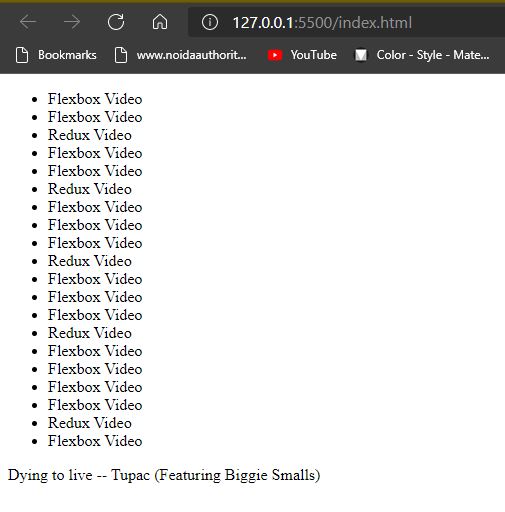 127.0.0.1:5500/index.html
Bookmarks www.noidaauthorit... YouTube Color - Style - Mate...
Flexbox Video
Flexbox Video
Redux Video
Flexbox Video
Flexbox Video
Redux Video
Flexbox Video
Flexbox Video
Flexbox Video
Redux Video
Flexbox Video
Flexbox Video
Flexbox Video
Redux Video
Flexbox Video
Flexbox Video
Flexbox Video
Flexbox Video
Redux Video
Flexbox Video
Dying to live -- Tupac (Featuring Biggie Smalls)